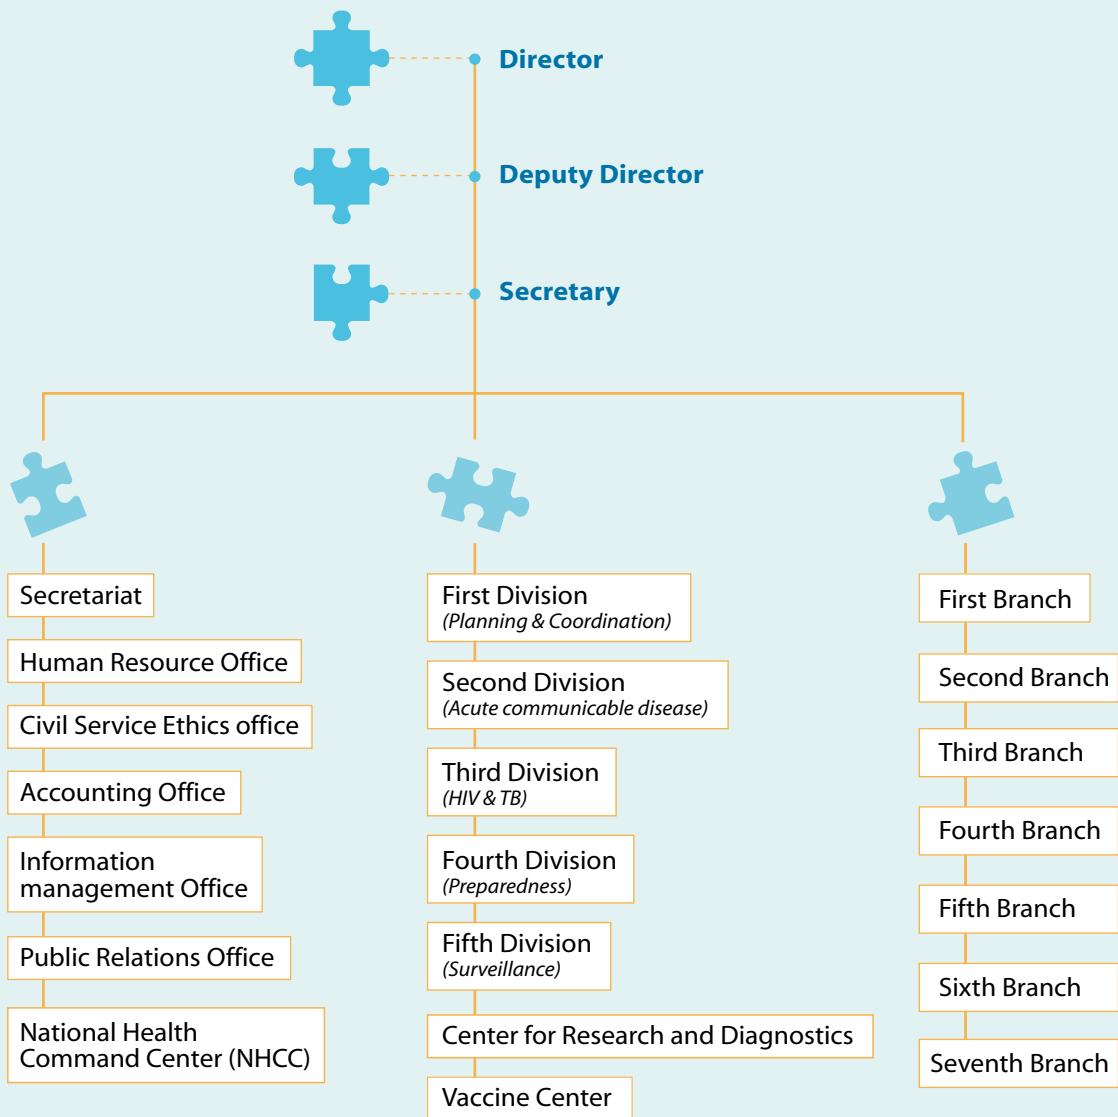 Director
Deputy Director
Secretary
Secretariat
Human Resource Office
Civil Service Ethics office
Accounting Office
Information
management Office
Public Relations Office
National Health
Command Center (NHCC)
First Division
(Planning & Coordination)
Second Division
(Acute communicable disease)
Third Division
(HIV & TB)
Fourth Division
(Preparedness)
Fifth Division
(Surveillance)
Center for Research and Diagnostics
Vaccine Center
First Branch
Second Branch
Third Branch
Fourth Branch
Fifth Branch
Sixth Branch
Seventh Branch